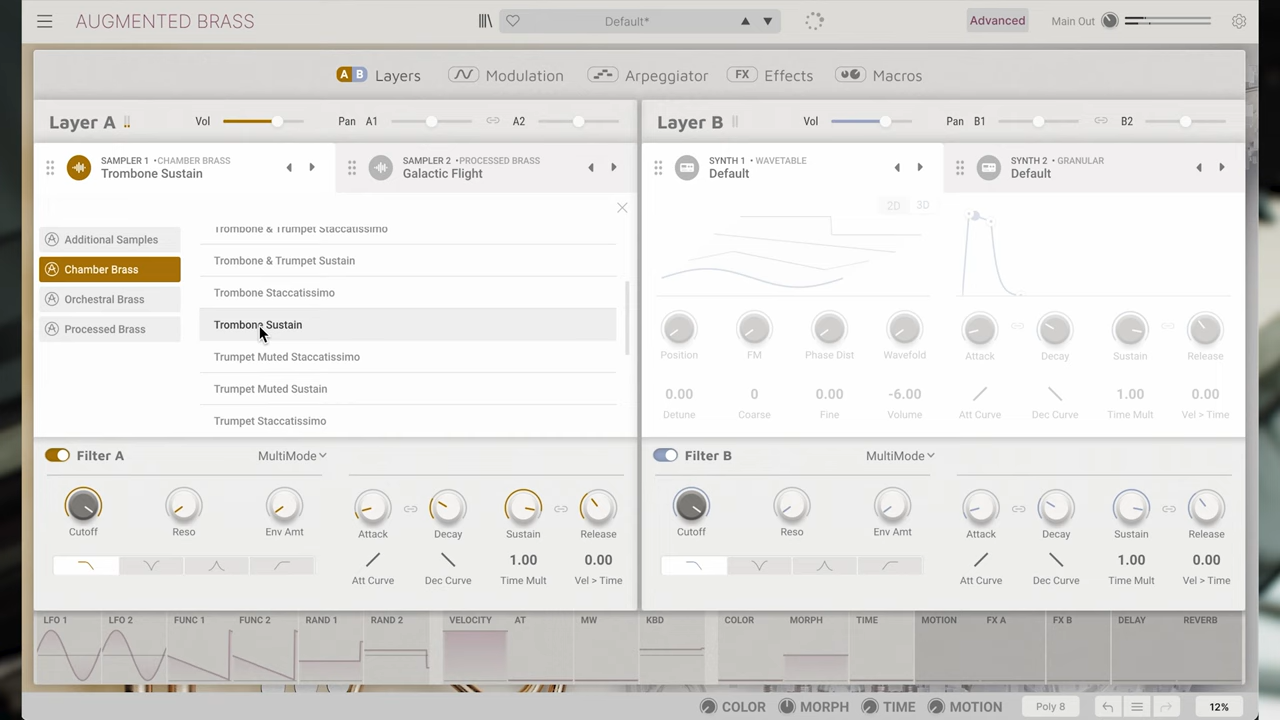 AUGMENTED BRASS
Default*
Advanced
Main Out
A B Layers
Modulation
Arpeggiator
FX Effects
Macros
Layer A
Vol
Pan A1
A2
Layer B
Vol
Pan B1
B2
SAMPLER 1 • CHAMBER BRASS
Trombone Sustain
SAMPLER 2 • PROCESSED BRASS
Galactic Flight
SYNTH 1 • WAVETABLE
Default
SYNTH 2 • GRANULAR
Default
Additional Samples
Chamber Brass
Orchestral Brass
Processed Brass
Trombone & Trumpet Staccatissimo
Trombone & Trumpet Sustain
Trombone Staccatissimo
Trombone Sustain
Trumpet Muted Staccatissimo
Trumpet Muted Sustain
Trumpet Staccatissimo
2D 3D
Position FM Phase Dist Wavefold
0.00 0 0.00 -6.00
Detune Coarse Fine Volume
Attack Decay Sustain Release
1.00 0.00
Att Curve Dec Curve Time Mult Vel > Time
Filter A
MultiMode
Cutoff Reso Env Amt
Attack Decay Sustain Release
1.00 0.00
Att Curve Dec Curve Time Mult Vel > Time
Filter B
MultiMode
Cutoff Reso Env Amt
Attack Decay Sustain Release
1.00 0.00
Att Curve Dec Curve Time Mult Vel > Time
LFO 1 LFO 2 FUNC 1 FUNC 2 RAND 1 RAND 2 VELOCITY AT MW KBD COLOR MORPH TIME MOTION FX A FX B DELAY REVERB
COLOR MORPH TIME MOTION Poly 8 12%